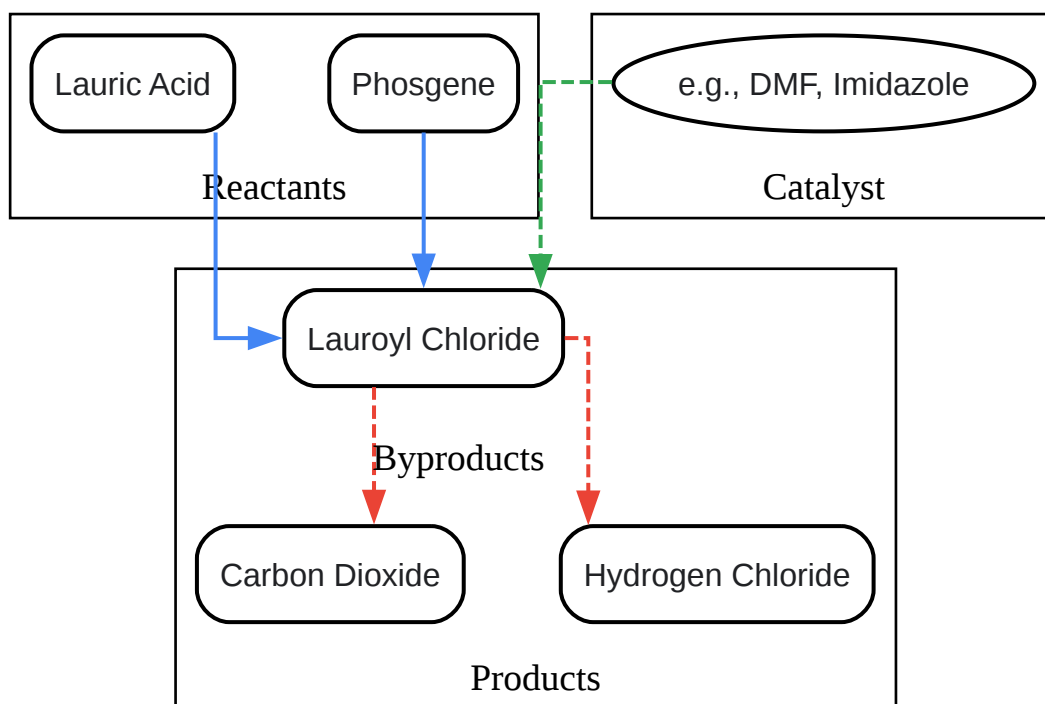 Lauric Acid
Phosgene
e.g., DMF, Imidazole
Reactants
Catalyst
Lauroyl Chloride
Byproducts
Carbon Dioxide
Hydrogen Chloride
Products